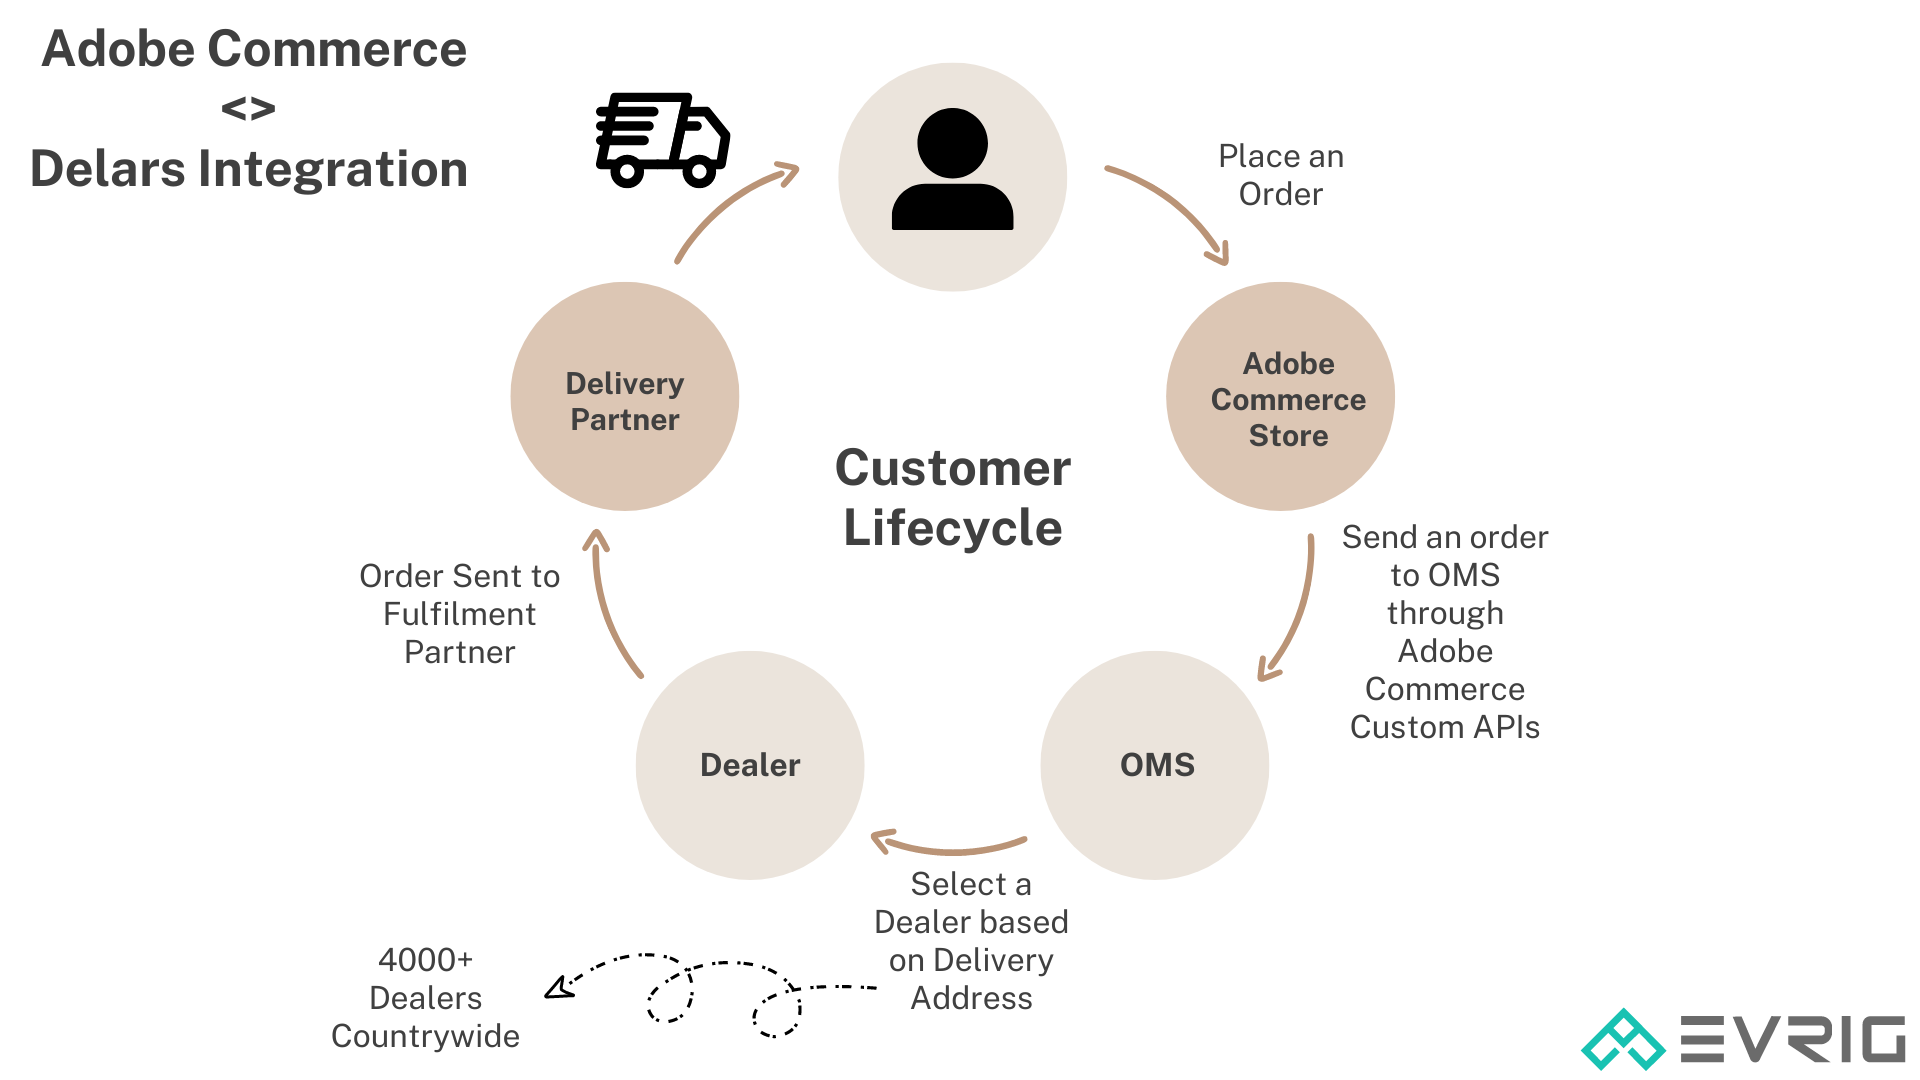 Adobe Commerce
<>
Delars Integration
Place an
Order
Delivery
Partner
Adobe
Commerce
Store
Customer
Lifecycle
Send an order
to OMS
through
Adobe
Commerce
Custom APIs
Order Sent to
Fulfilment
Partner
Dealer
OMS
Select a
Dealer based
on Delivery
Address
4000+
Dealers
Countrywide
EVRIG